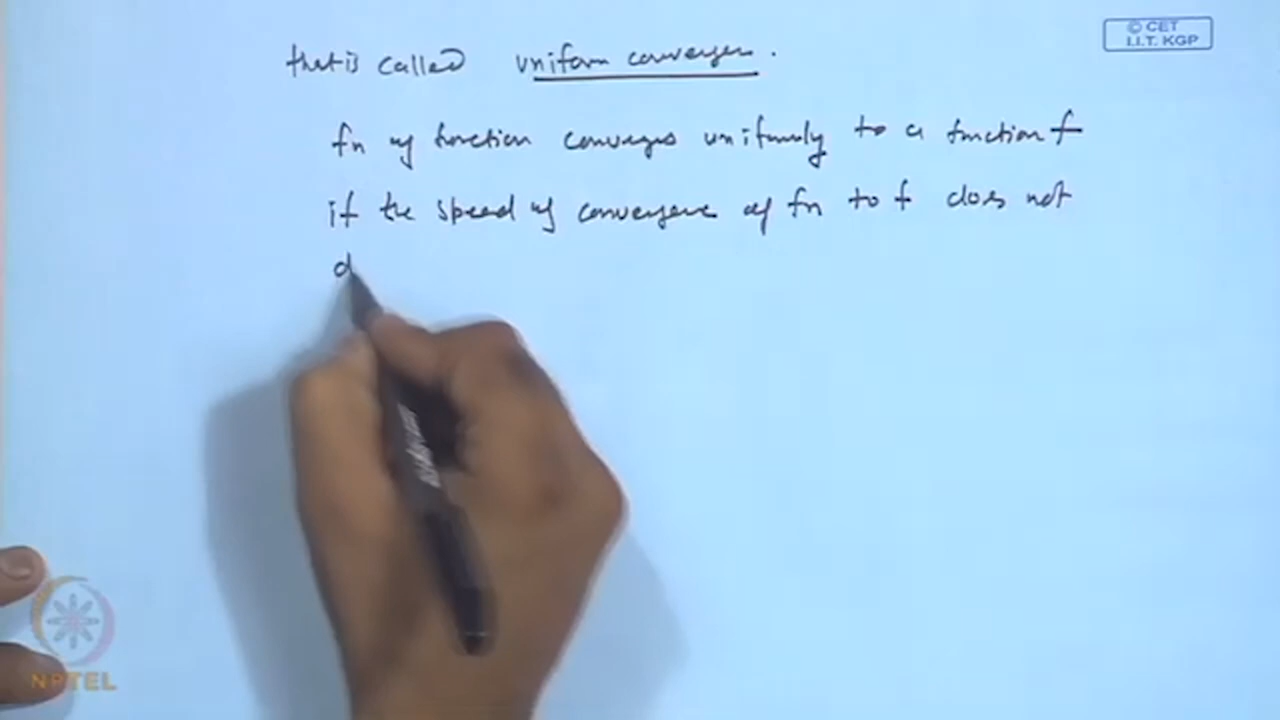 © CET
I.I.T. KGP
that is called uniform convergen.
fn of function converges uniformly to a function f
if the speed of convergence of fn to f does not
d
NPTEL